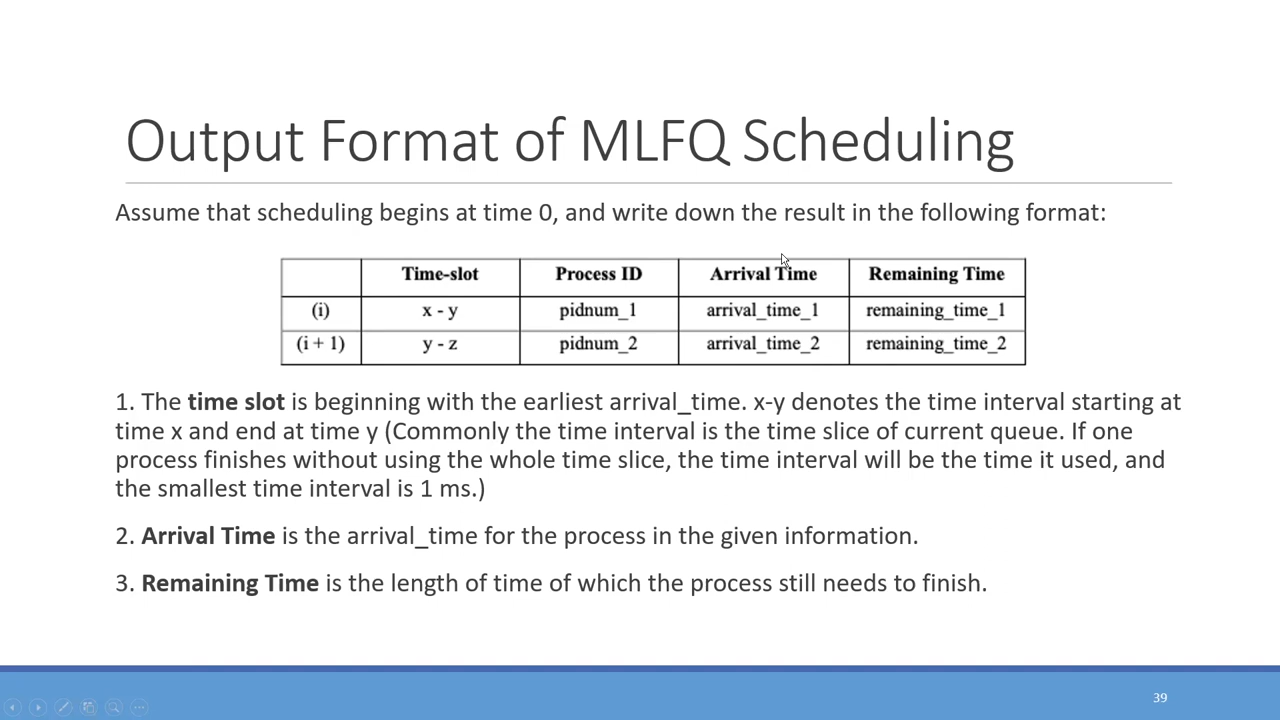 Output Format of MLFQ Scheduling
Assume that scheduling begins at time 0, and write down the result in the following format:
Time-slot Process ID Arrival Time Remaining Time
(i) x - y pidnum_1 arrival_time_1 remaining_time_1
(i + 1) y - z pidnum_2 arrival_time_2 remaining_time_2
1. The time slot is beginning with the earliest arrival_time. x-y denotes the time interval starting at
time x and end at time y (Commonly the time interval is the time slice of current queue. If one
process finishes without using the whole time slice, the time interval will be the time it used, and
the smallest time interval is 1 ms.)
2. Arrival Time is the arrival_time for the process in the given information.
3. Remaining Time is the length of time of which the process still needs to finish.
39